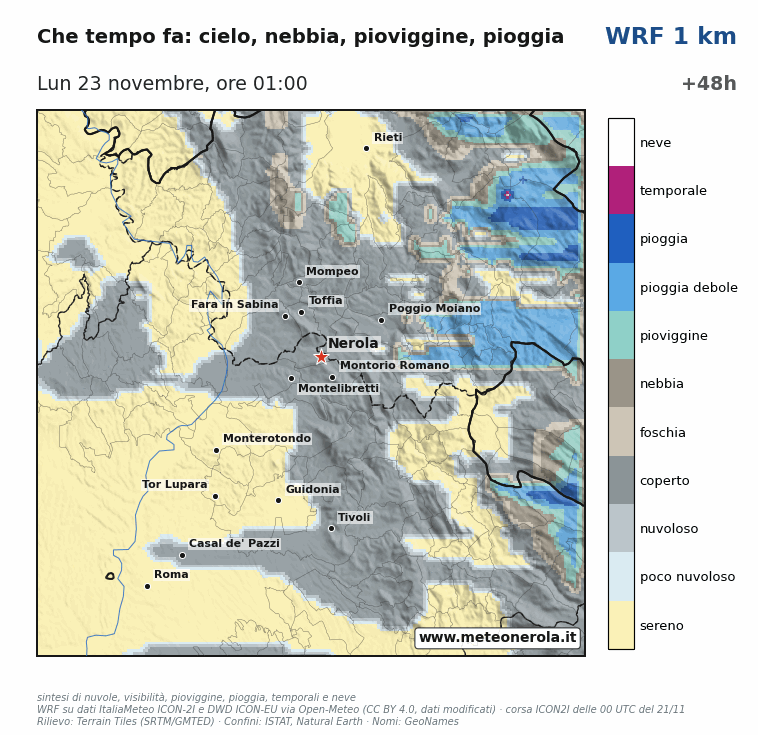 Che tempo fa: cielo, nebbia, pioviggine, pioggia
WRF 1 km
Lun 23 novembre, ore 01:00
+48h
Rieti
Mompeo
Toffia
Fara in Sabina
Poggio Moiano
Nerola
Montorio Romano
Montelibretti
Monterotondo
Tor Lupara
Guidonia
Tivoli
Casal de' Pazzi
Roma
www.meteonerola.it
neve
temporale
pioggia
pioggia debole
pioviggine
nebbia
foschia
coperto
nuvoloso
poco nuvoloso
sereno
sintesi di nuvole, visibilità, pioviggine, pioggia, temporali e neve
WRF su dati ItaliaMeteo ICON-2I e DWD ICON-EU via Open-Meteo (CC BY 4.0, dati modificati) · corsa ICON2I delle 00 UTC del 21/11
Rilievo: Terrain Tiles (SRTM/GMTED) · Confini: ISTAT, Natural Earth · Nomi: GeoNames